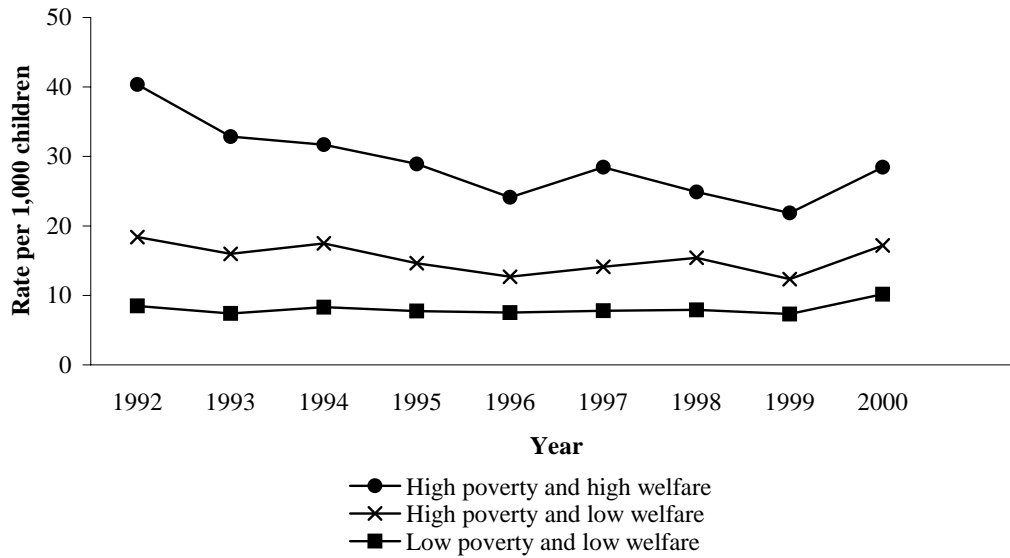 50
40
30
20
10
0
Rate per 1,000 children
1992 1993 1994 1995 1996 1997 1998 1999 2000
Year
High poverty and high welfare
High poverty and low welfare
Low poverty and low welfare